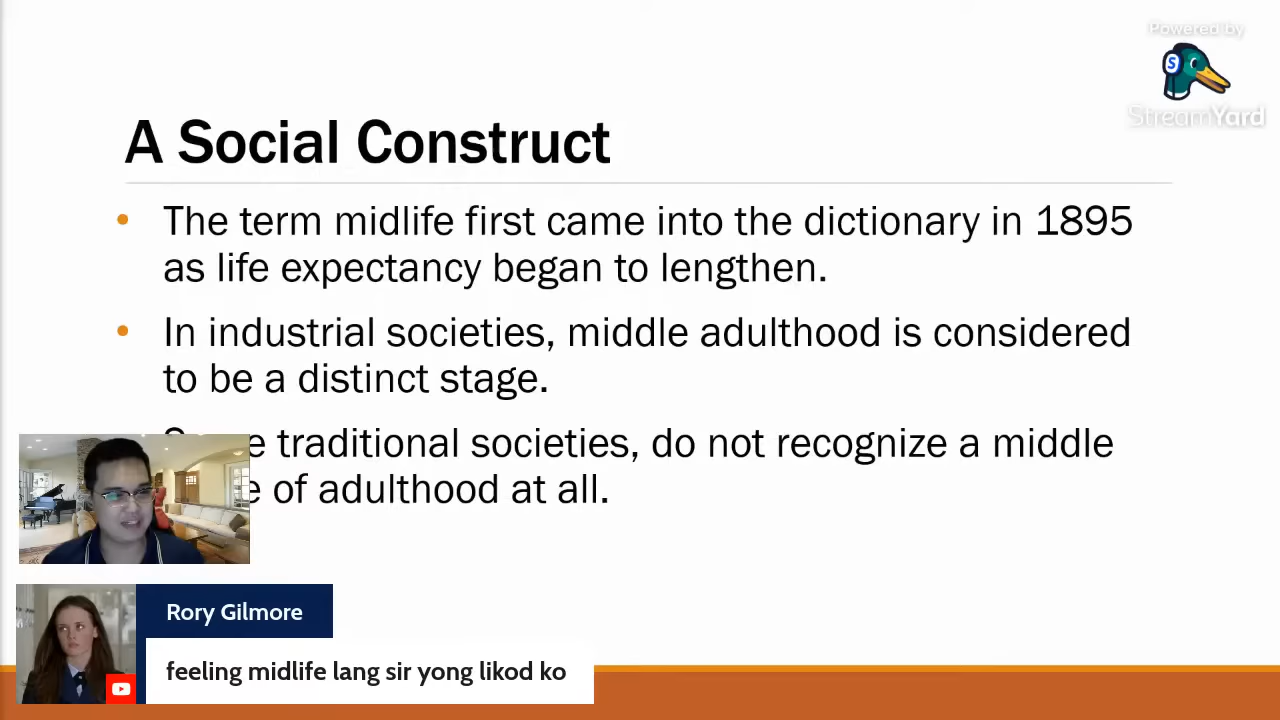 Powered by
StreamYard
A Social Construct
• The term midlife first came into the dictionary in 1895
as life expectancy began to lengthen.
• In industrial societies, middle adulthood is considered
to be a distinct stage.
traditional societies, do not recognize a middle
of adulthood at all.
Rory Gilmore
feeling midlife lang sir yong likod ko